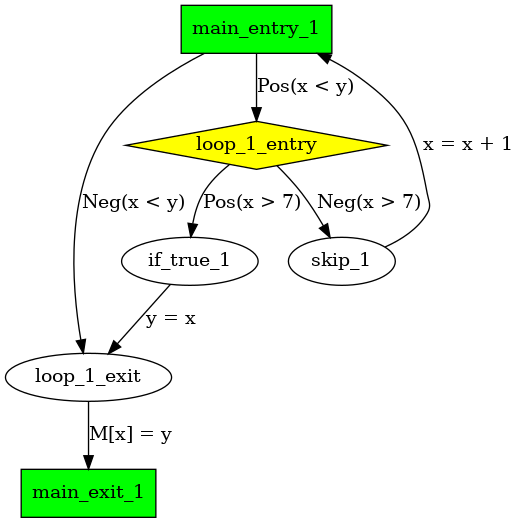 main_entry_1
Pos(x < y)
loop_1_entry
x = x + 1
Neg(x < y)
Pos(x > 7)
Neg(x > 7)
if_true_1
skip_1
y = x
loop_1_exit
M[x] = y
main_exit_1